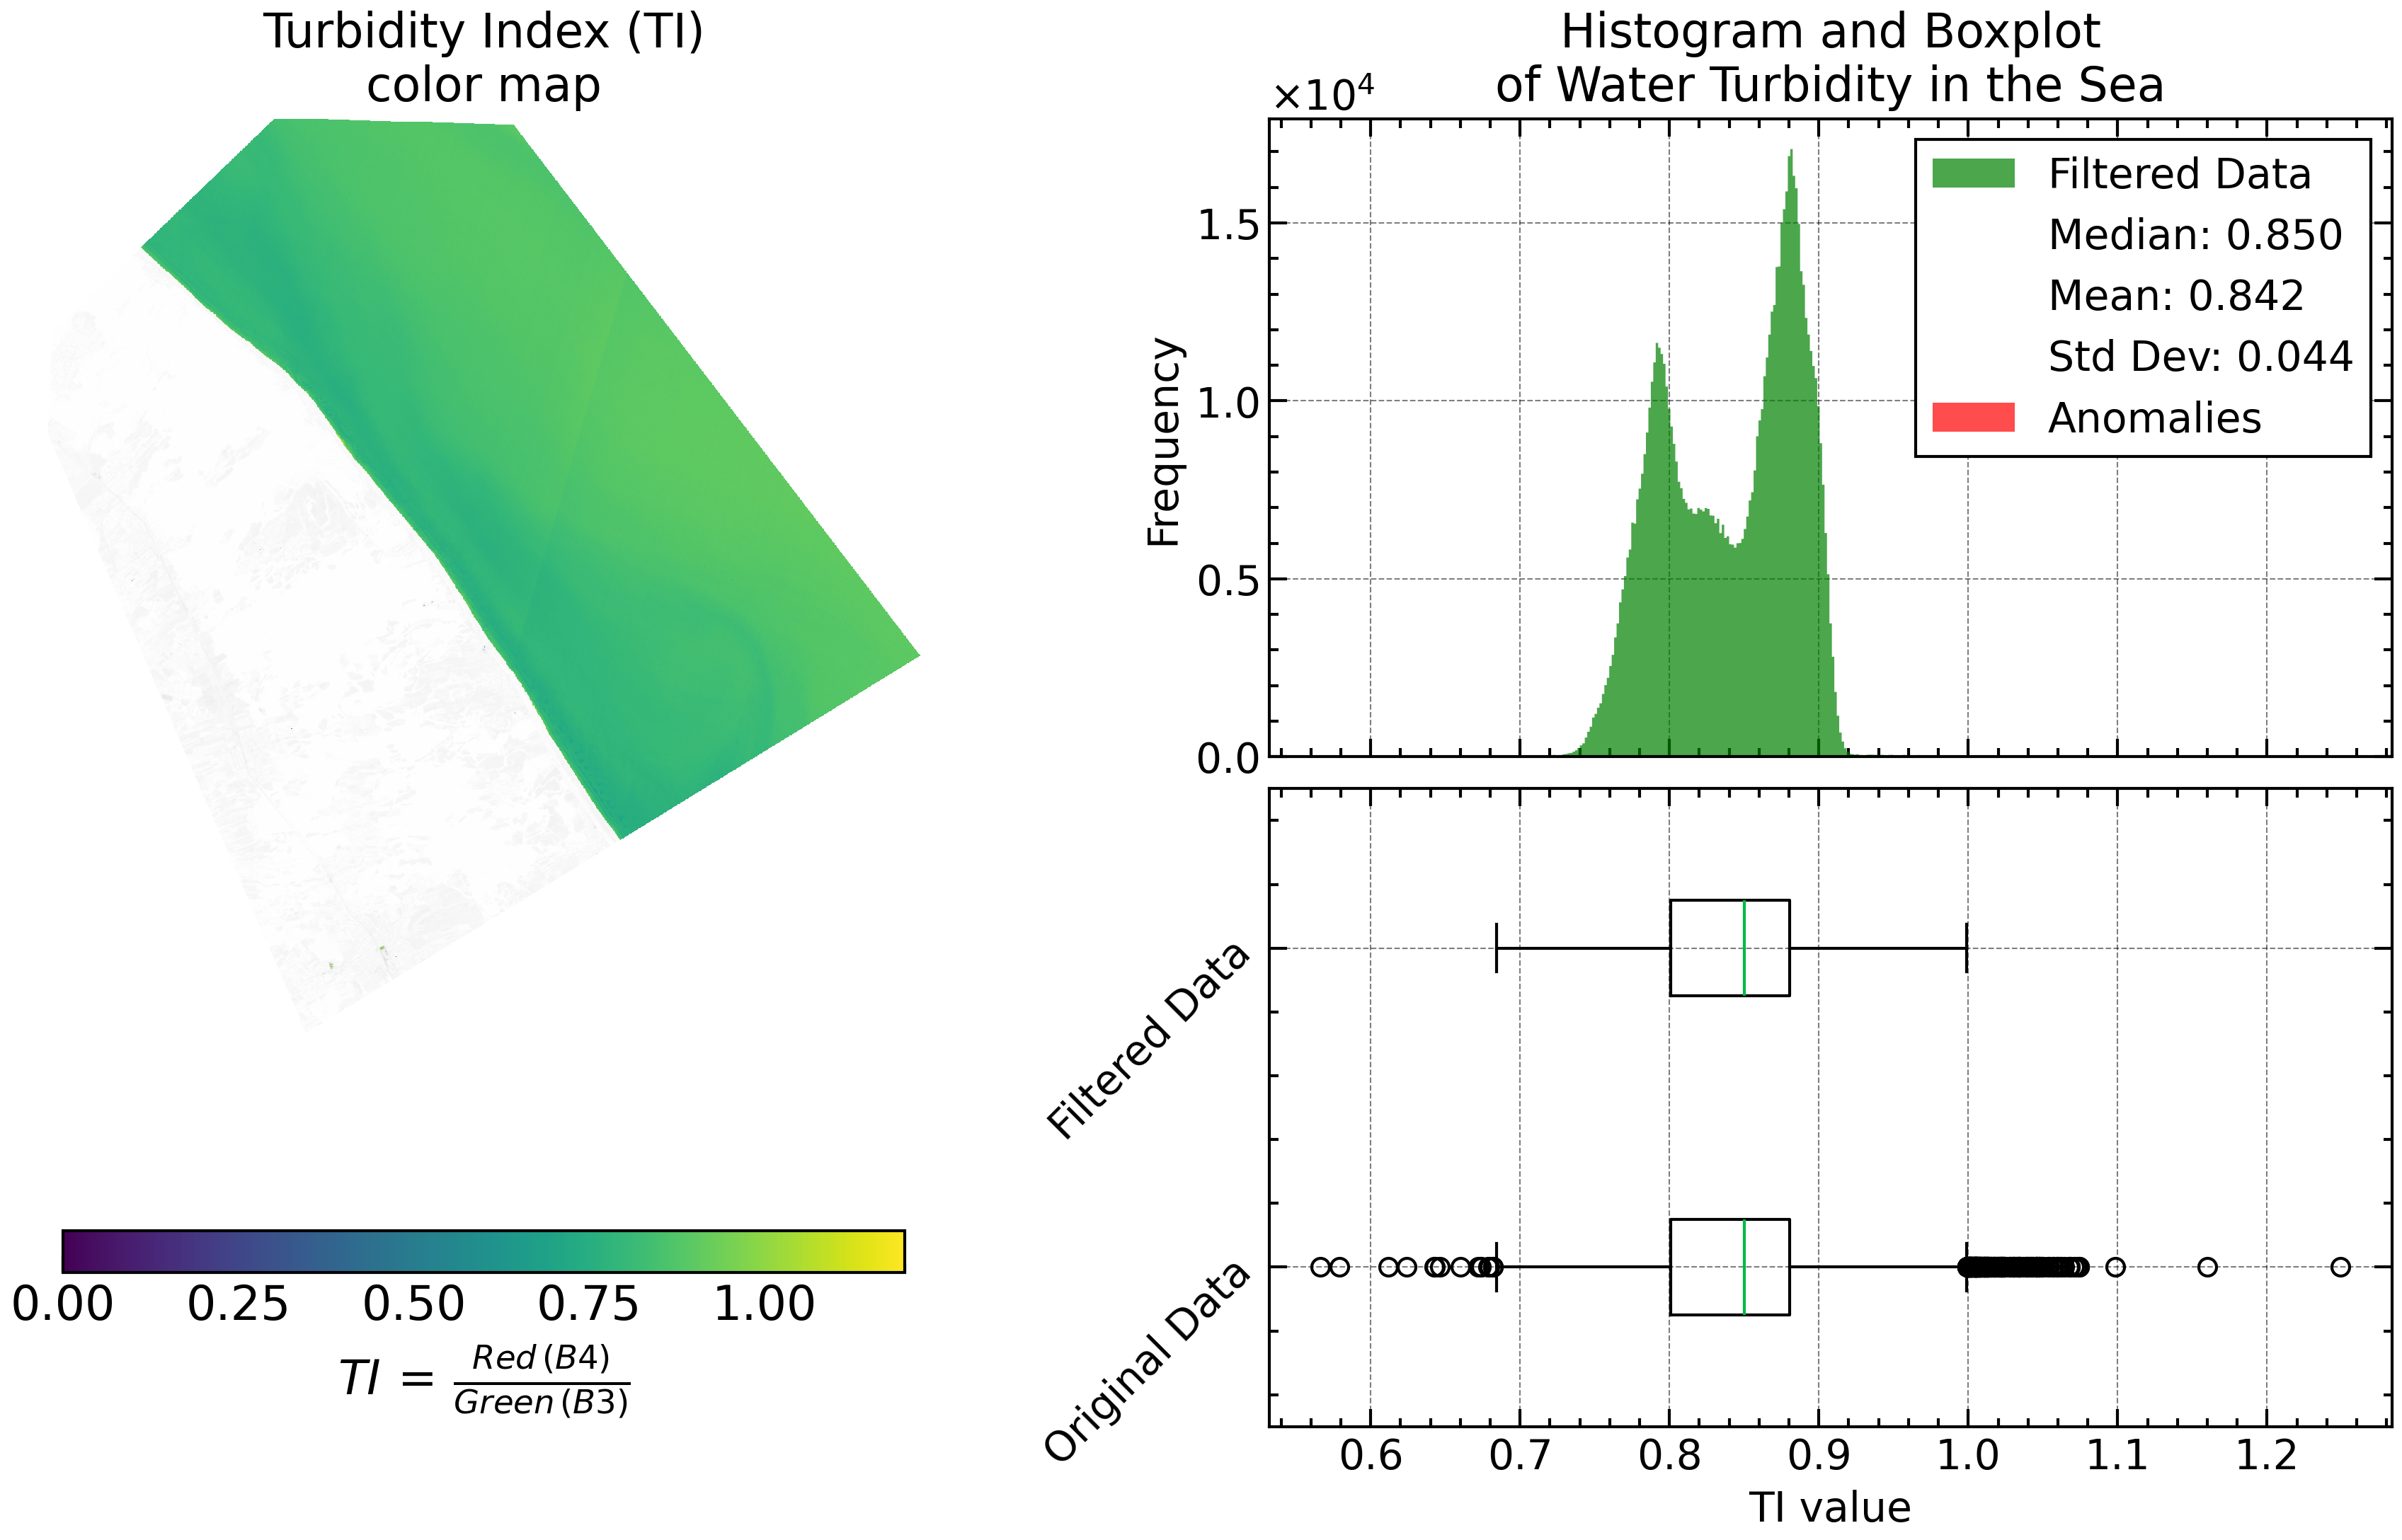 Turbidity Index (TI)
color map
0.00 0.25 0.50 0.75 1.00
TI = Red (B4) / Green (B3)
Histogram and Boxplot
of Water Turbidity in the Sea
×10⁴
1.5
1.0
0.5
0.0
Frequency
Filtered Data
Median: 0.850
Mean: 0.842
Std Dev: 0.044
Anomalies
Filtered Data
Original Data
0.6 0.7 0.8 0.9 1.0 1.1 1.2
TI value